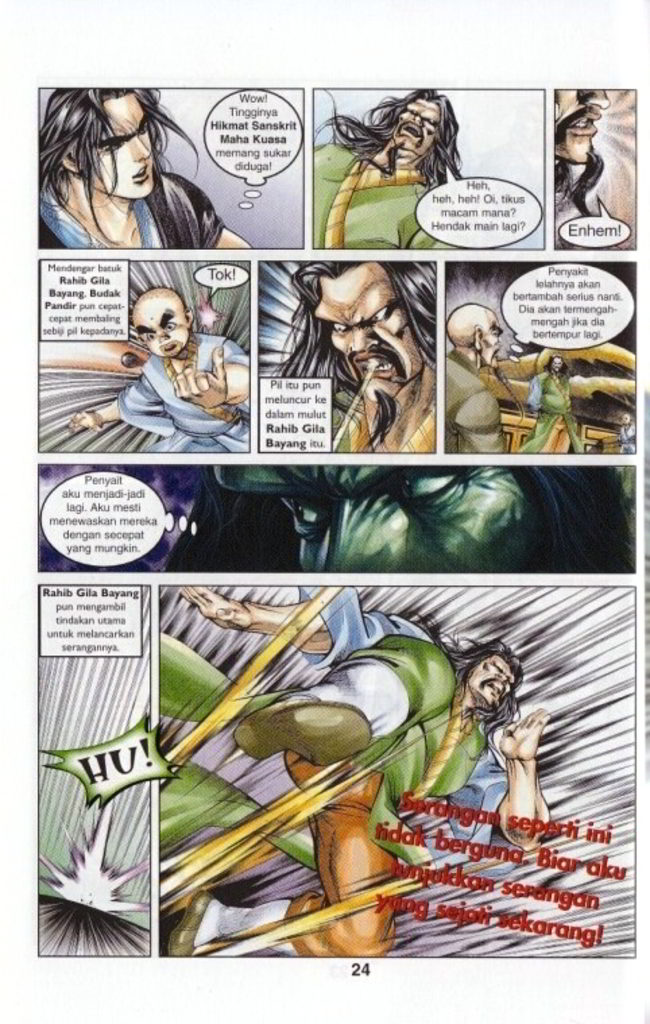 Wow!
Tingginya
Hikmat Sanskrit
Maha Kuasa
memang sukar
diduga!
Heh,
heh, heh! Oi, tikus
macam mana?
Hendak main lagi?
Enhem!
Mendengar batuk
Rahib Gila
Bayang, Budak
Pandir pun cepat-
cepat membaling
sebiji pil kepadanya.
Tok!
Pil itu pun
meluncur ke
dalam mulut
Rahib Gila
Bayang itu.
Penyakit
lelahnya akan
bertambah serius nanti.
Dia akan termengah-
mengah jika dia
bertempur lagi.
Penyait
aku menjadi-jadi
lagi. Aku mesti
menewaskan mereka
dengan secepat
yang mungkin.
Rahib Gila Bayang
pun mengambil
tindakan utama
untuk melancarkan
serangannya.
HU!
Serangan seperti ini
tidak berguna. Biar aku
tunjukkan serangan
yang sejati sekarang!
24